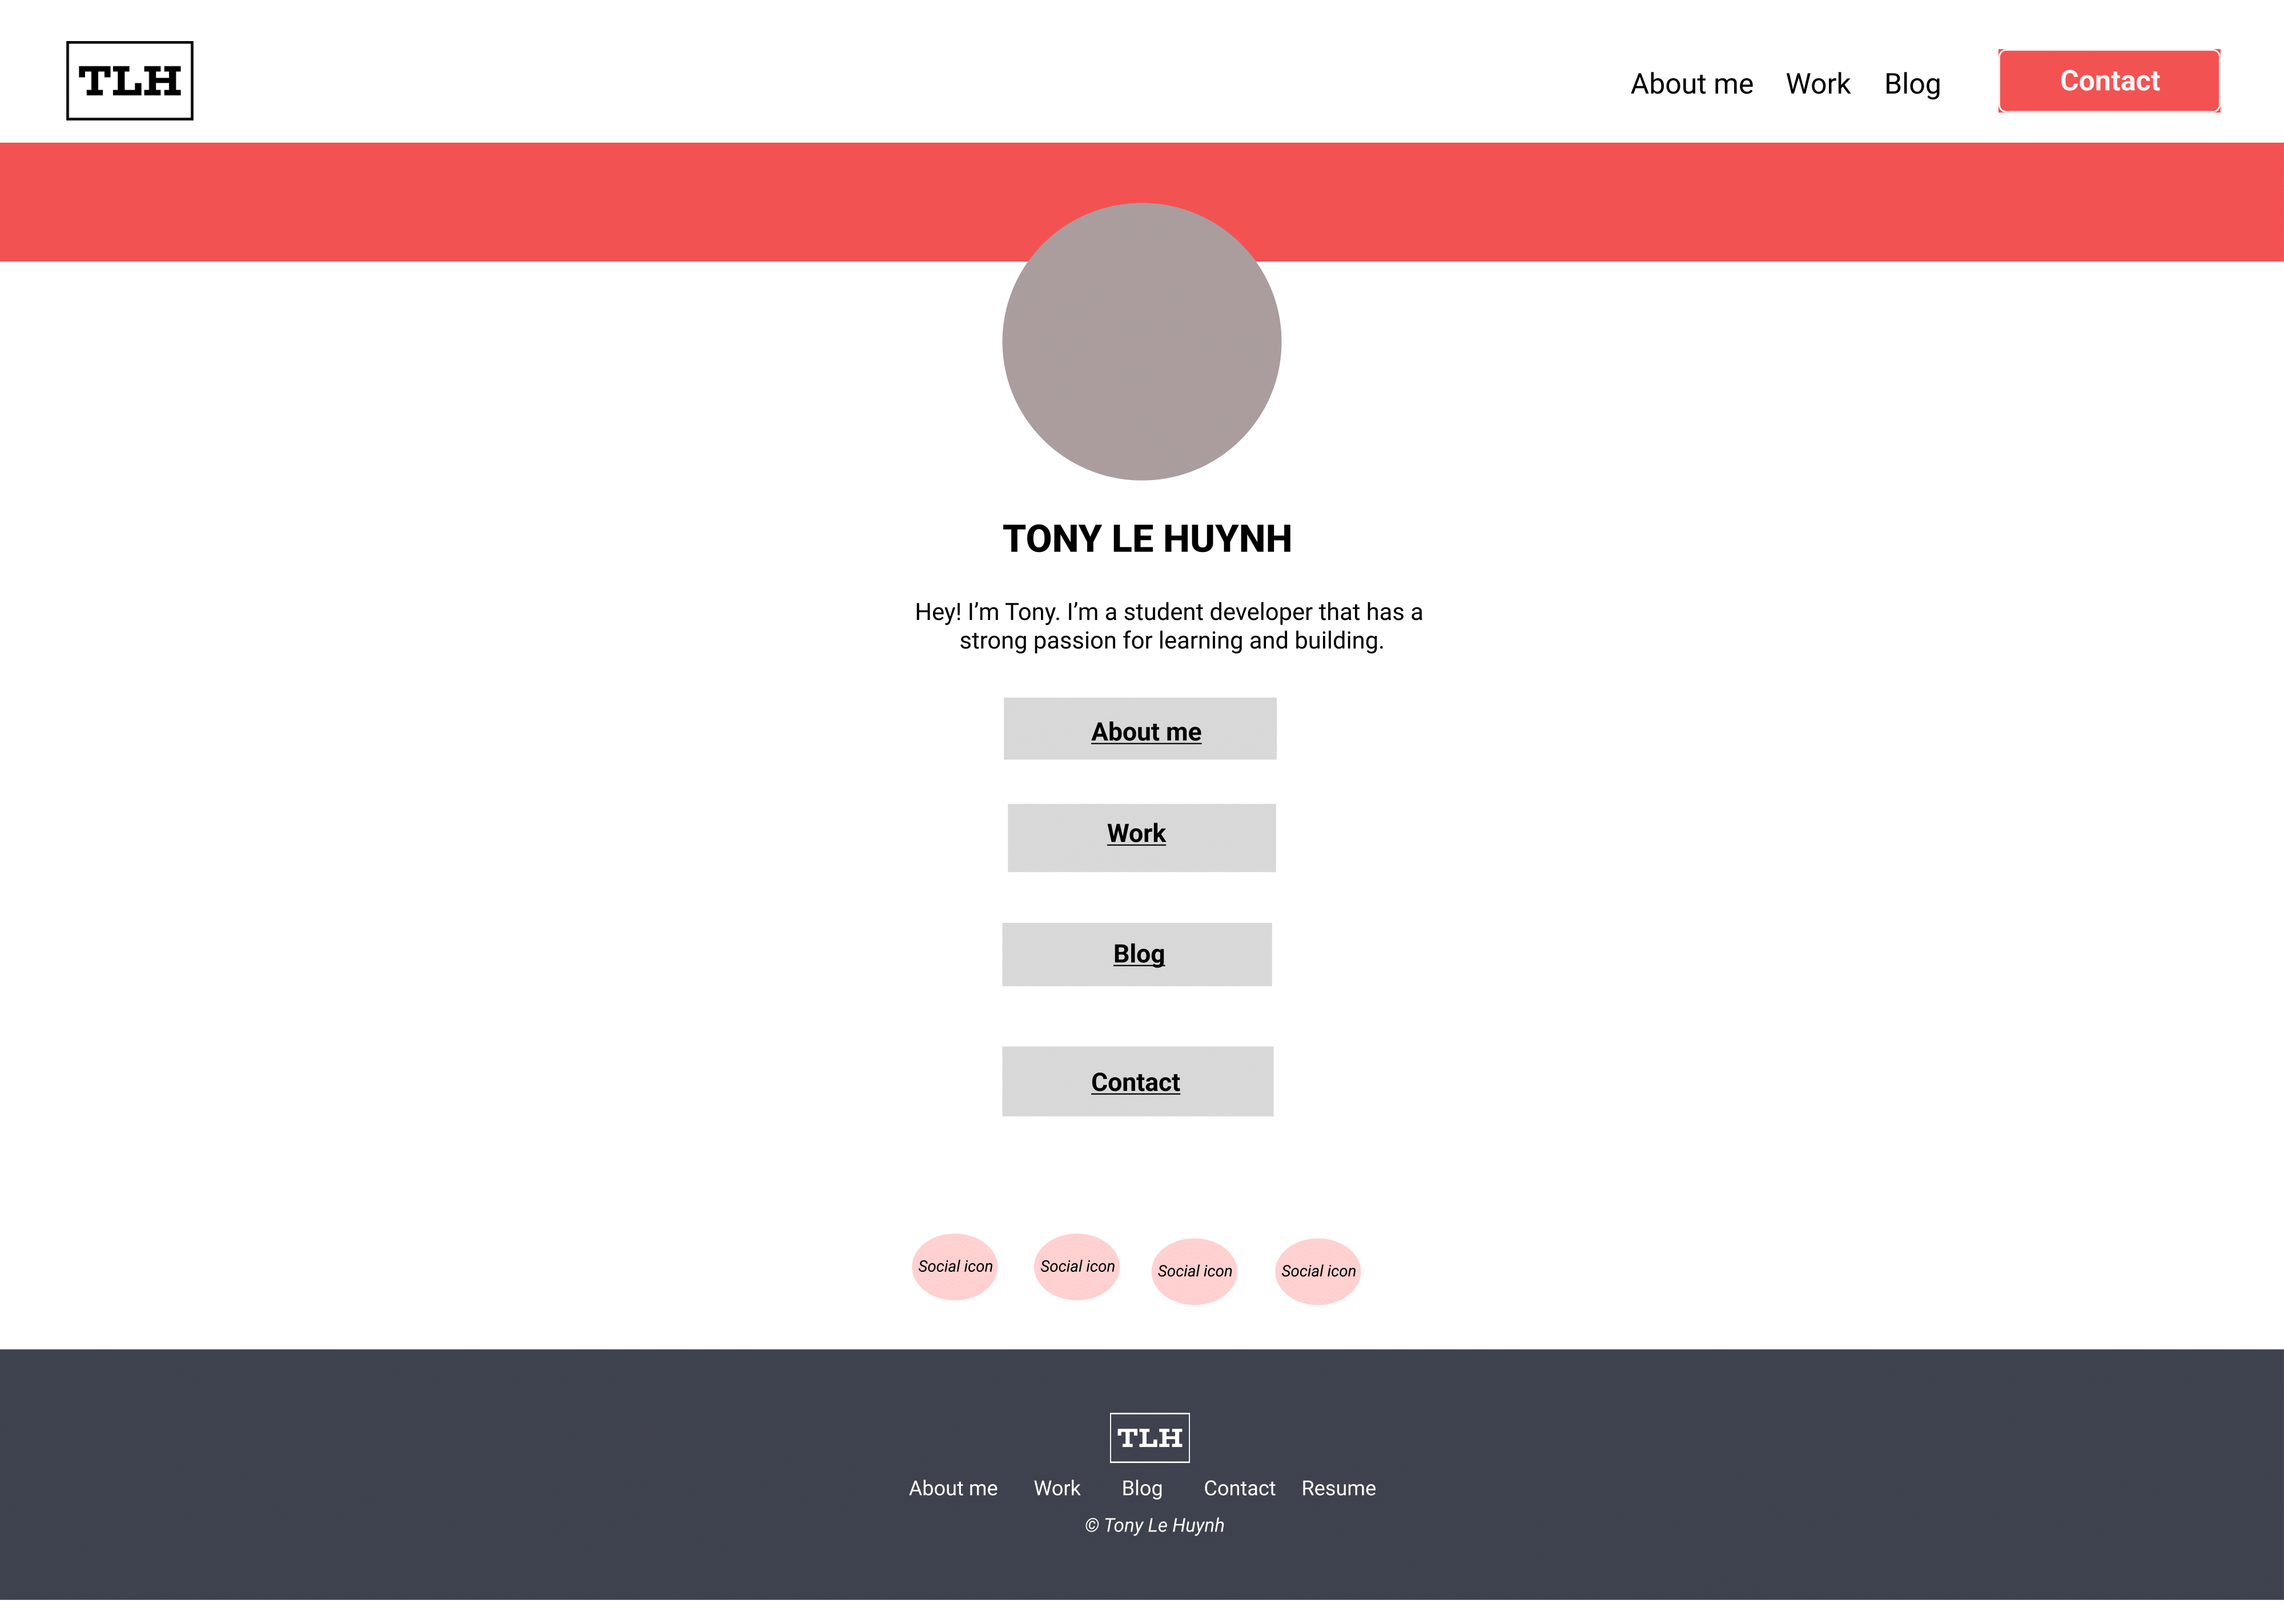 TLH
About me Work Blog Contact
TONY LE HUYNH
Hey! I’m Tony. I’m a student developer that has a
strong passion for learning and building.
About me
Work
Blog
Contact
Social icon Social icon Social icon Social icon
TLH
About me Work Blog Contact Resume
© Tony Le Huynh